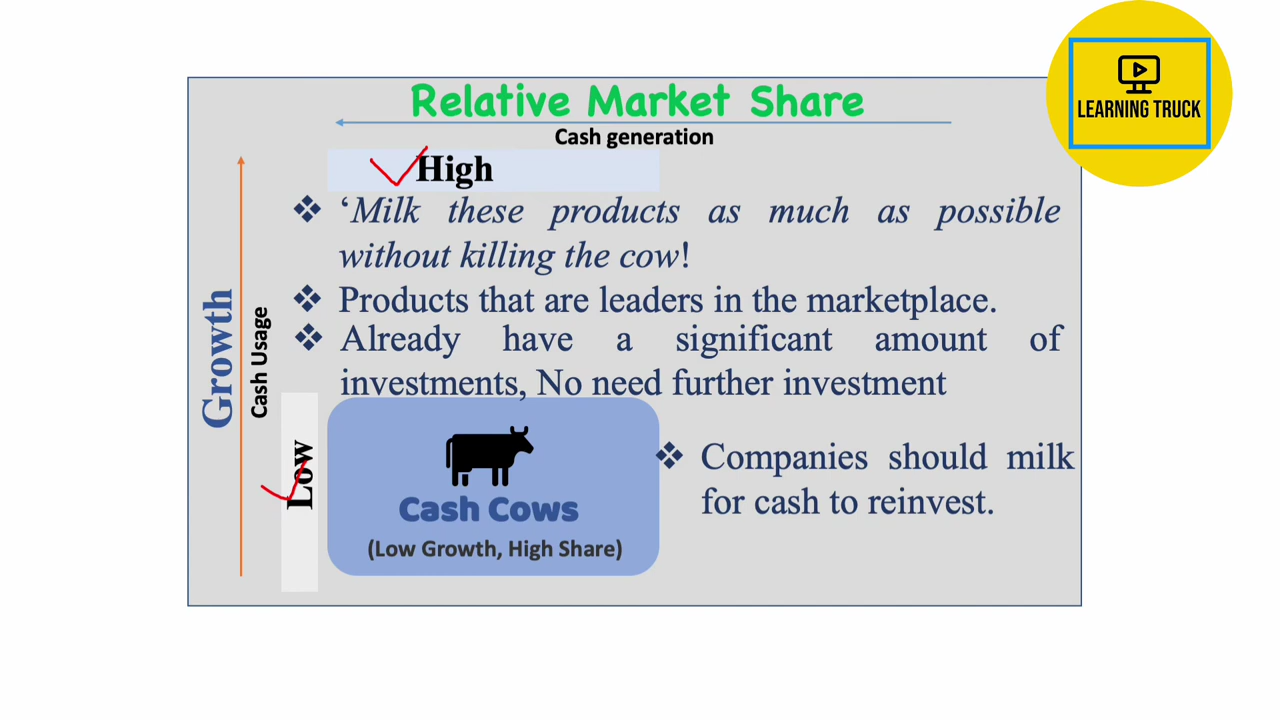 Relative Market Share
LEARNING TRUCK
Cash generation
High
❖ ‘Milk these products as much as possible
without killing the cow!
❖ Products that are leaders in the marketplace.
❖ Already have a significant amount of
investments, No need further investment
Growth
Cash Usage
Low
Cash Cows
(Low Growth, High Share)
❖ Companies should milk
for cash to reinvest.